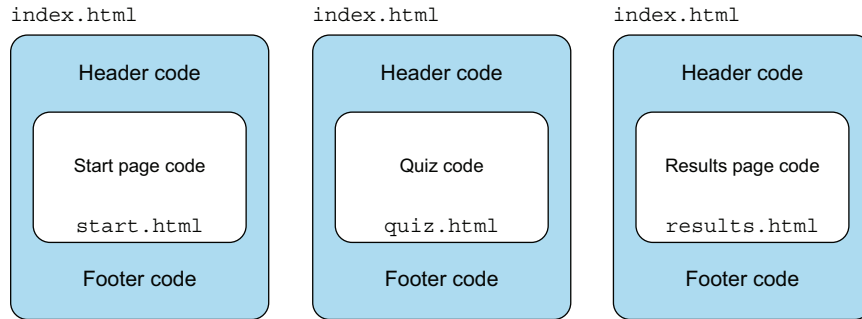 index.html
Header code
Start page code
start.html
Footer code
index.html
Header code
Quiz code
quiz.html
Footer code
index.html
Header code
Results page code
results.html
Footer code